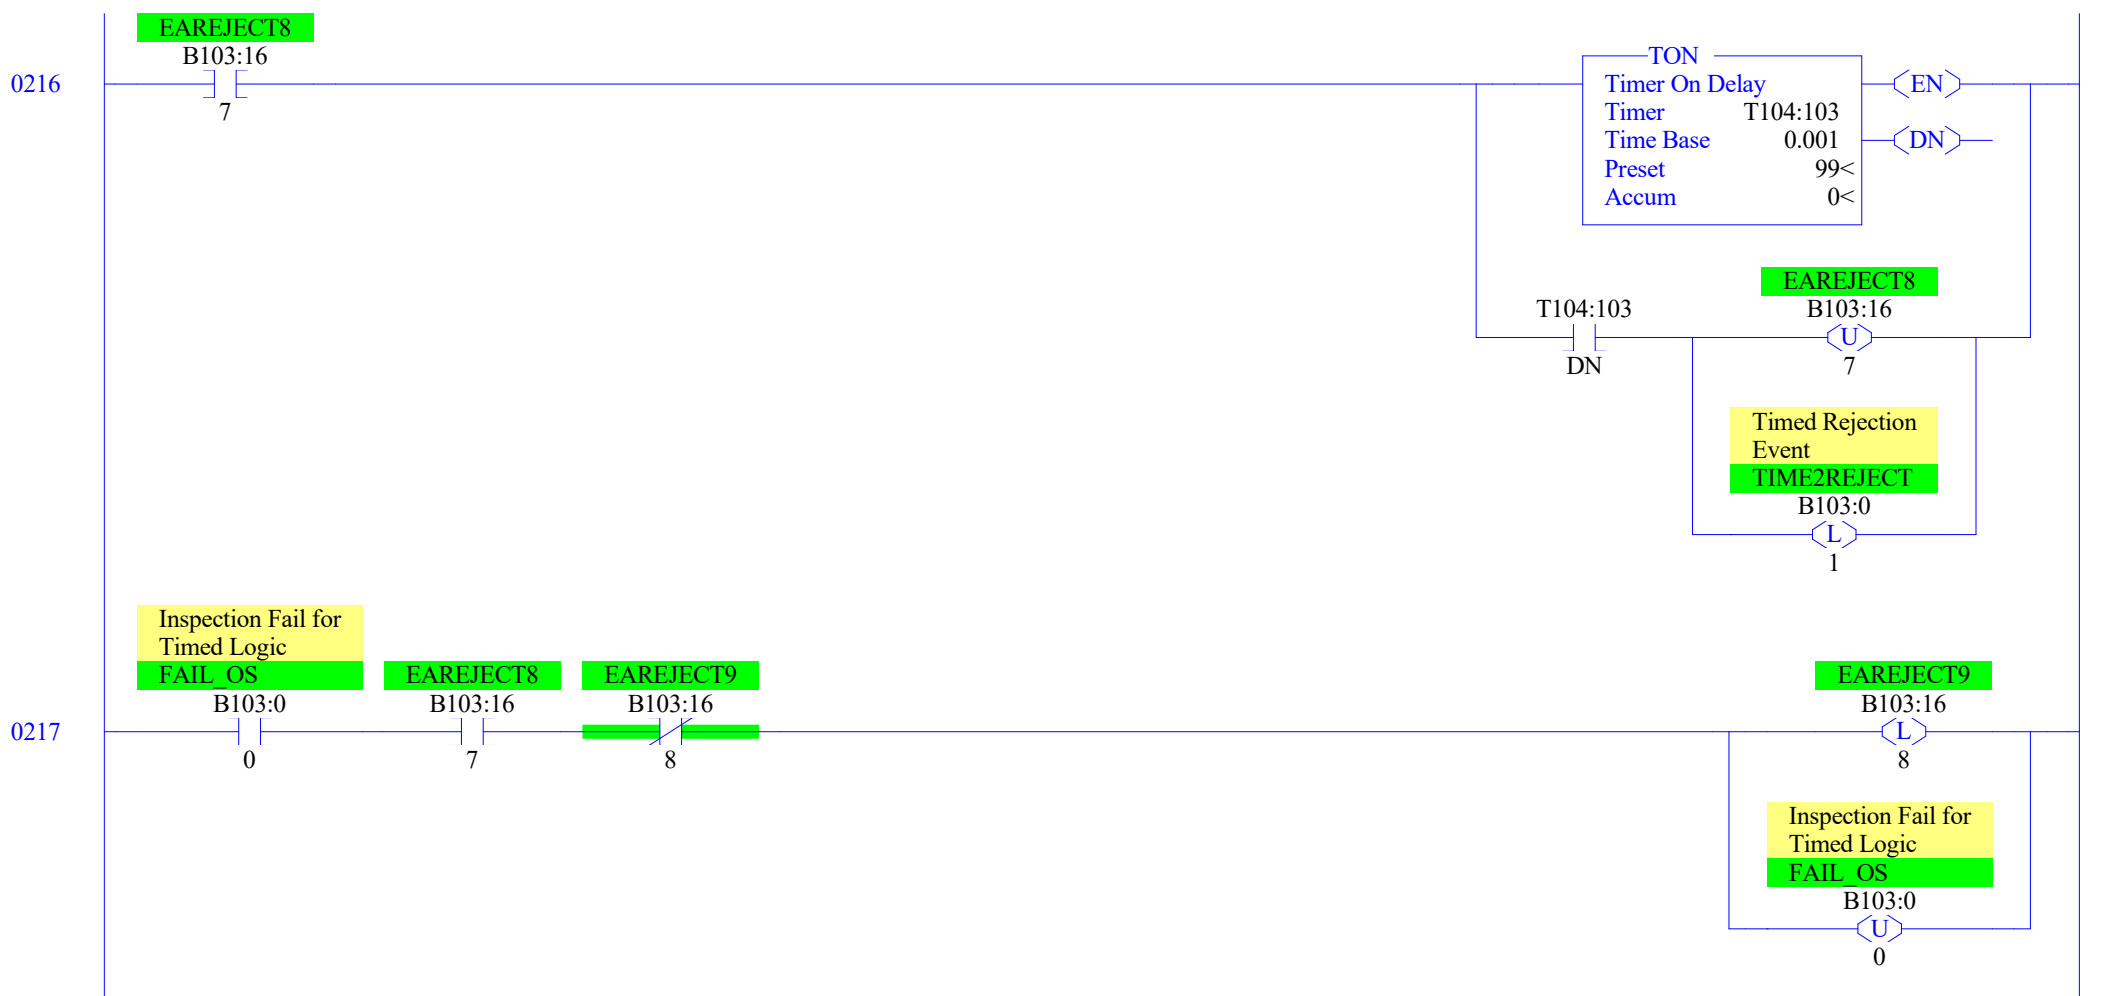 EAREJECT8
B103:16
0216
7
TON
Timer On Delay
Timer T104:103
Time Base 0.001
Preset 99<
Accum 0<
EN
DN
T104:103
DN
EAREJECT8
B103:16
U
7
Timed Rejection
Event
TIME2REJECT
B103:0
L
1
0217
Inspection Fail for
Timed Logic
FAIL_OS
B103:0
0
EAREJECT8
B103:16
7
EAREJECT9
B103:16
8
EAREJECT9
B103:16
L
8
Inspection Fail for
Timed Logic
FAIL_OS
B103:0
U
0